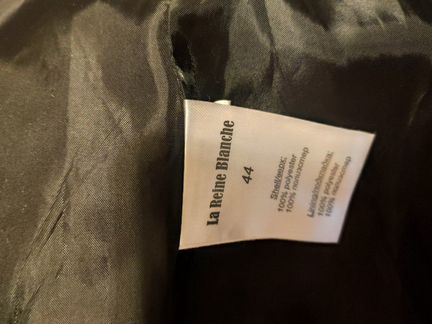 La Reine Blanche
44
Shell/верх:
100% polyester
100% полиэстер
Lining/подкладка:
100% polyester
100% полиэстер